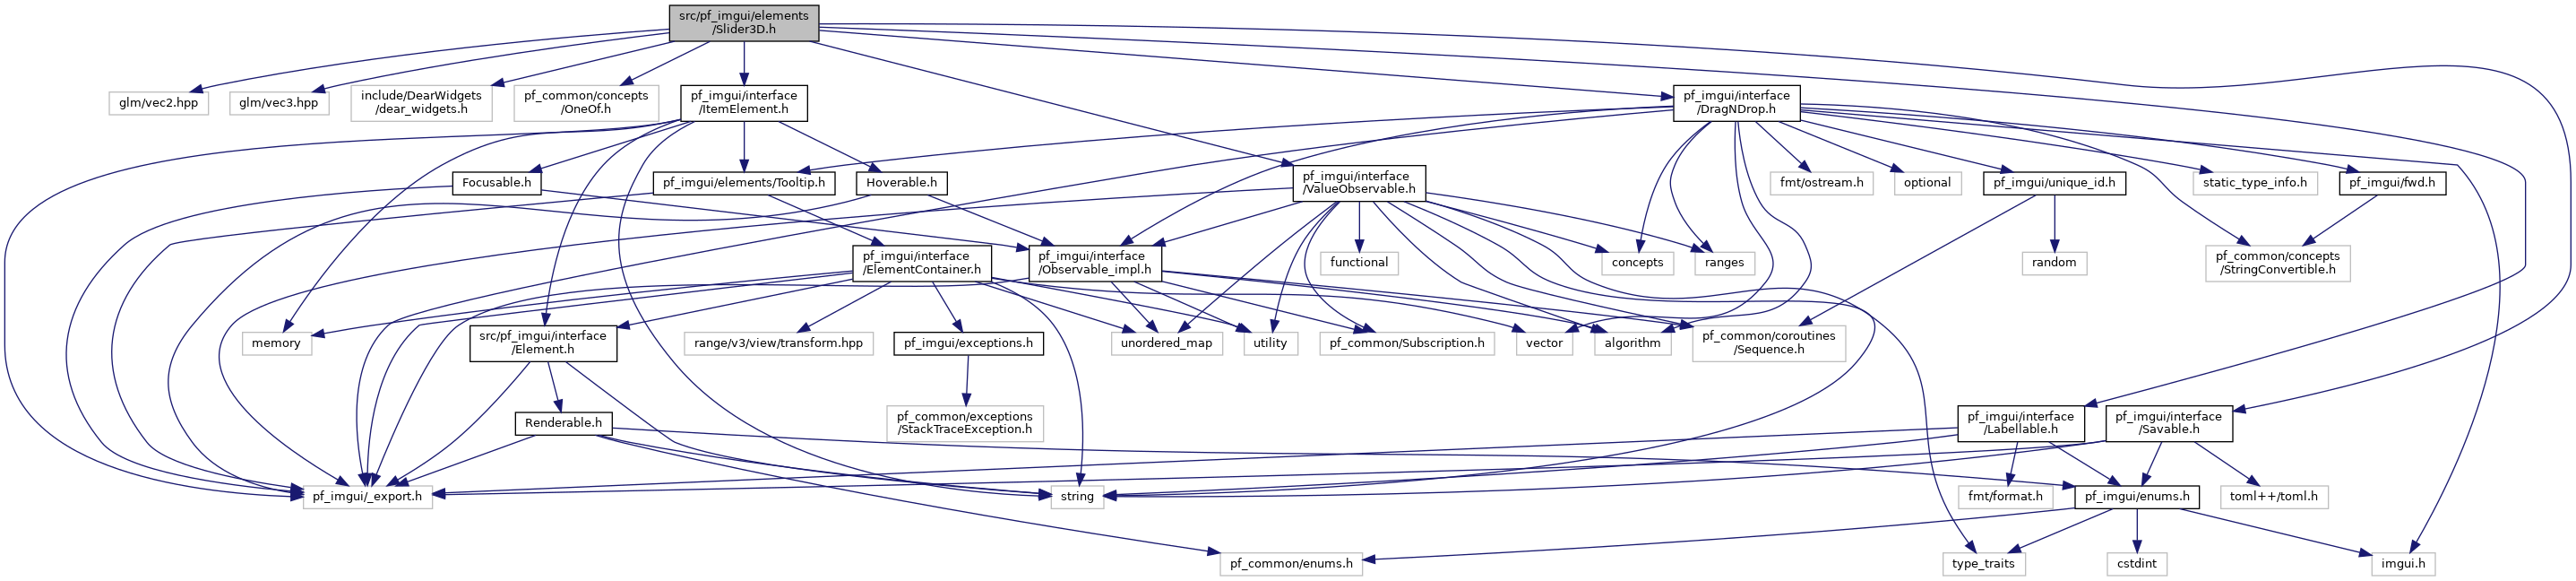 src/pf_imgui/elements
/Slider3D.h
glm/vec2.hpp
glm/vec3.hpp
include/DearWidgets
/dear_widgets.h
pf_common/concepts
/OneOf.h
pf_imgui/interface
/ItemElement.h
pf_imgui/interface
/DragNDrop.h
Focusable.h
pf_imgui/elements/Tooltip.h
Hoverable.h
pf_imgui/interface
/ValueObservable.h
fmt/ostream.h
optional
pf_imgui/unique_id.h
static_type_info.h
pf_imgui/fwd.h
pf_imgui/interface
/ElementContainer.h
pf_imgui/interface
/Observable_impl.h
functional
concepts
ranges
random
pf_common/concepts
/StringConvertible.h
memory
src/pf_imgui/interface
/Element.h
range/v3/view/transform.hpp
pf_imgui/exceptions.h
unordered_map
utility
pf_common/Subscription.h
vector
algorithm
pf_common/coroutines
/Sequence.h
Renderable.h
pf_common/exceptions
/StackTraceException.h
pf_imgui/interface
/Labellable.h
pf_imgui/interface
/Savable.h
pf_imgui/_export.h
string
fmt/format.h
pf_imgui/enums.h
toml++/toml.h
pf_common/enums.h
type_traits
cstdint
imgui.h